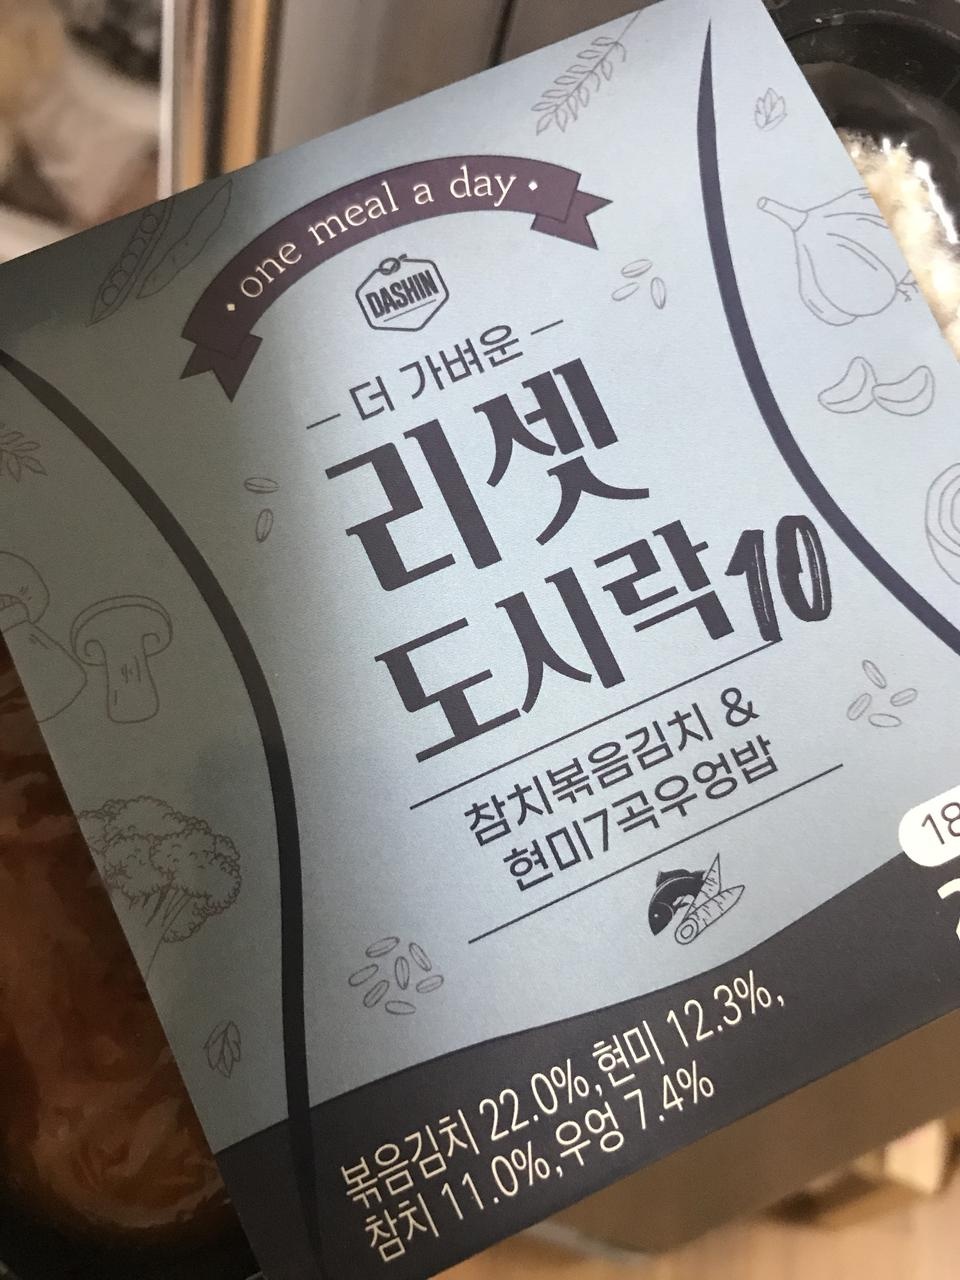 · one meal a day ·
DASHIN
더 가벼운
리셋
도시락10
참치볶음김치 &
현미7곡우엉밥
볶음김치 22.0%, 현미 12.3%,
참치 11.0%, 우엉 7.4%
18